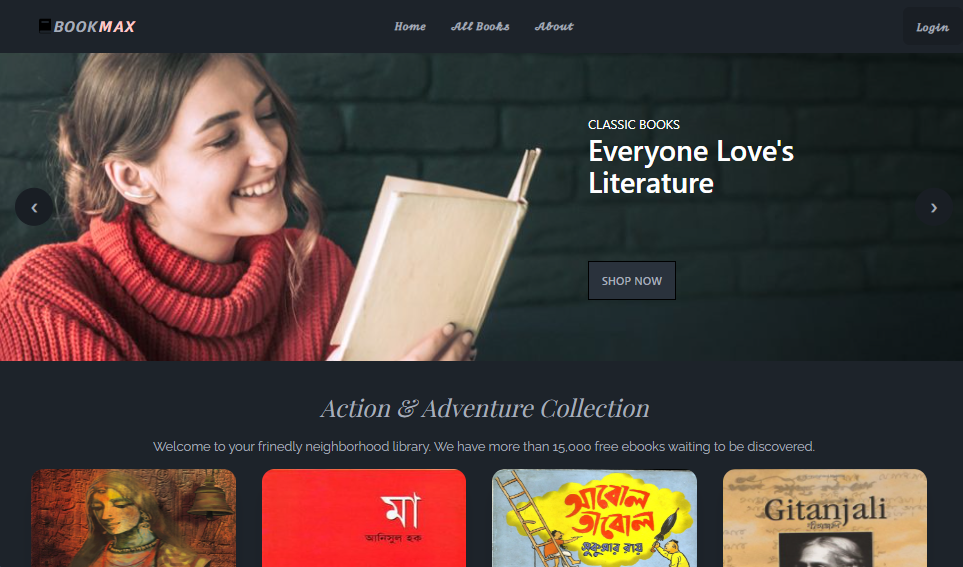 BOOKMAX
Home All Books About
Login
CLASSIC BOOKS
Everyone Love's
Literature
SHOP NOW
Action & Adventure Collection
Welcome to your frinedly neighborhood library. We have more than 15,000 free ebooks waiting to be discovered.
মা
আনিসুল হক
আবোল
তাবোল
সুকুমার রায়
Gitanjali
গীতাঞ্জলি